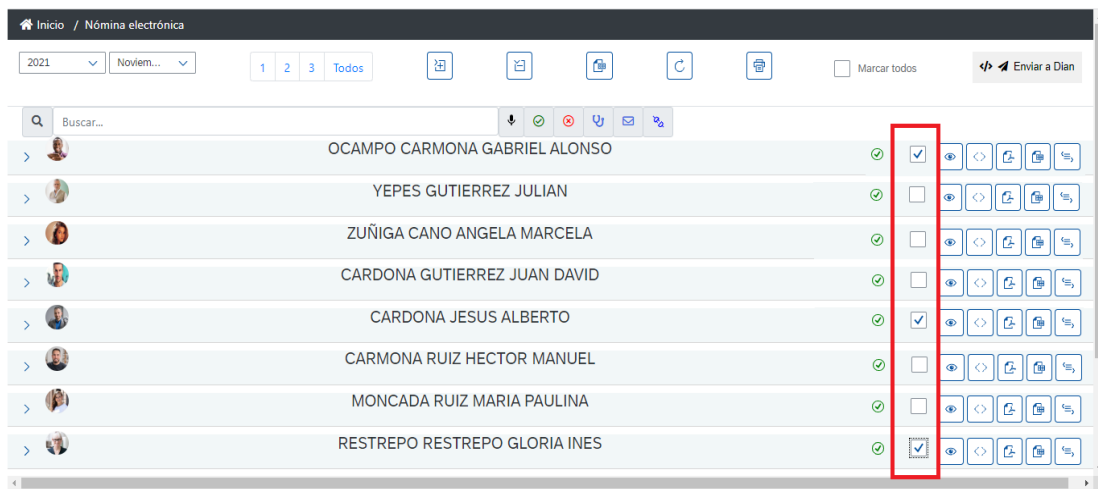 Inicio / Nómina electrónica
2021 Noviem... 1 2 3 Todos Marcar todos </> Enviar a Dian
Buscar...
OCAMPO CARMONA GABRIEL ALONSO
YEPES GUTIERREZ JULIAN
ZUÑIGA CANO ANGELA MARCELA
CARDONA GUTIERREZ JUAN DAVID
CARDONA JESUS ALBERTO
CARMONA RUIZ HECTOR MANUEL
MONCADA RUIZ MARIA PAULINA
RESTREPO RESTREPO GLORIA INES